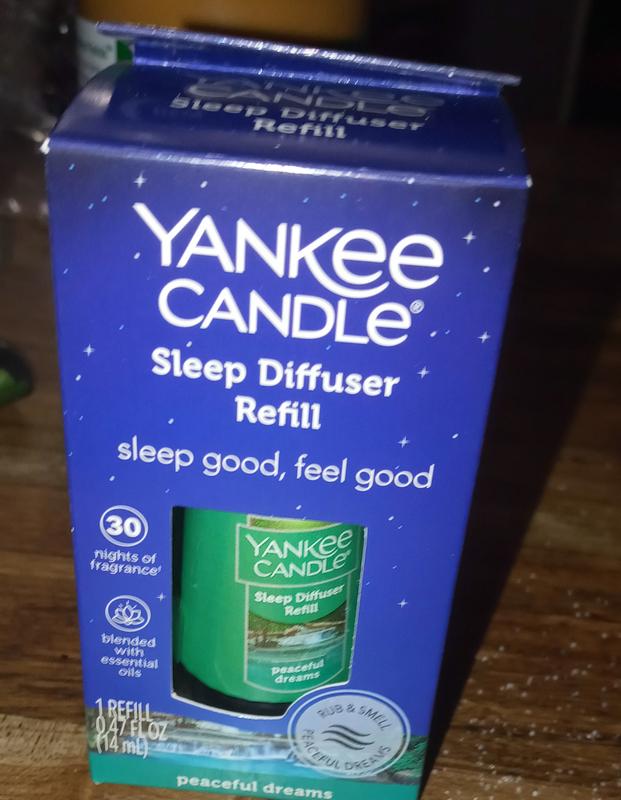 YANKEE
CANDLE
Sleep Diffuser
Refill
YANKEE
CANDLE®
Sleep Diffuser
Refill
sleep good, feel good
30
nights of
fragrance†
blended
with
essential
oils
YANKEE
CANDLE®
Sleep Diffuser
Refill
peaceful
dreams
1 REFILL
0.47 FL OZ
(14 mL)
RUB & SMELL
PEACEFUL DREAMS
peaceful dreams